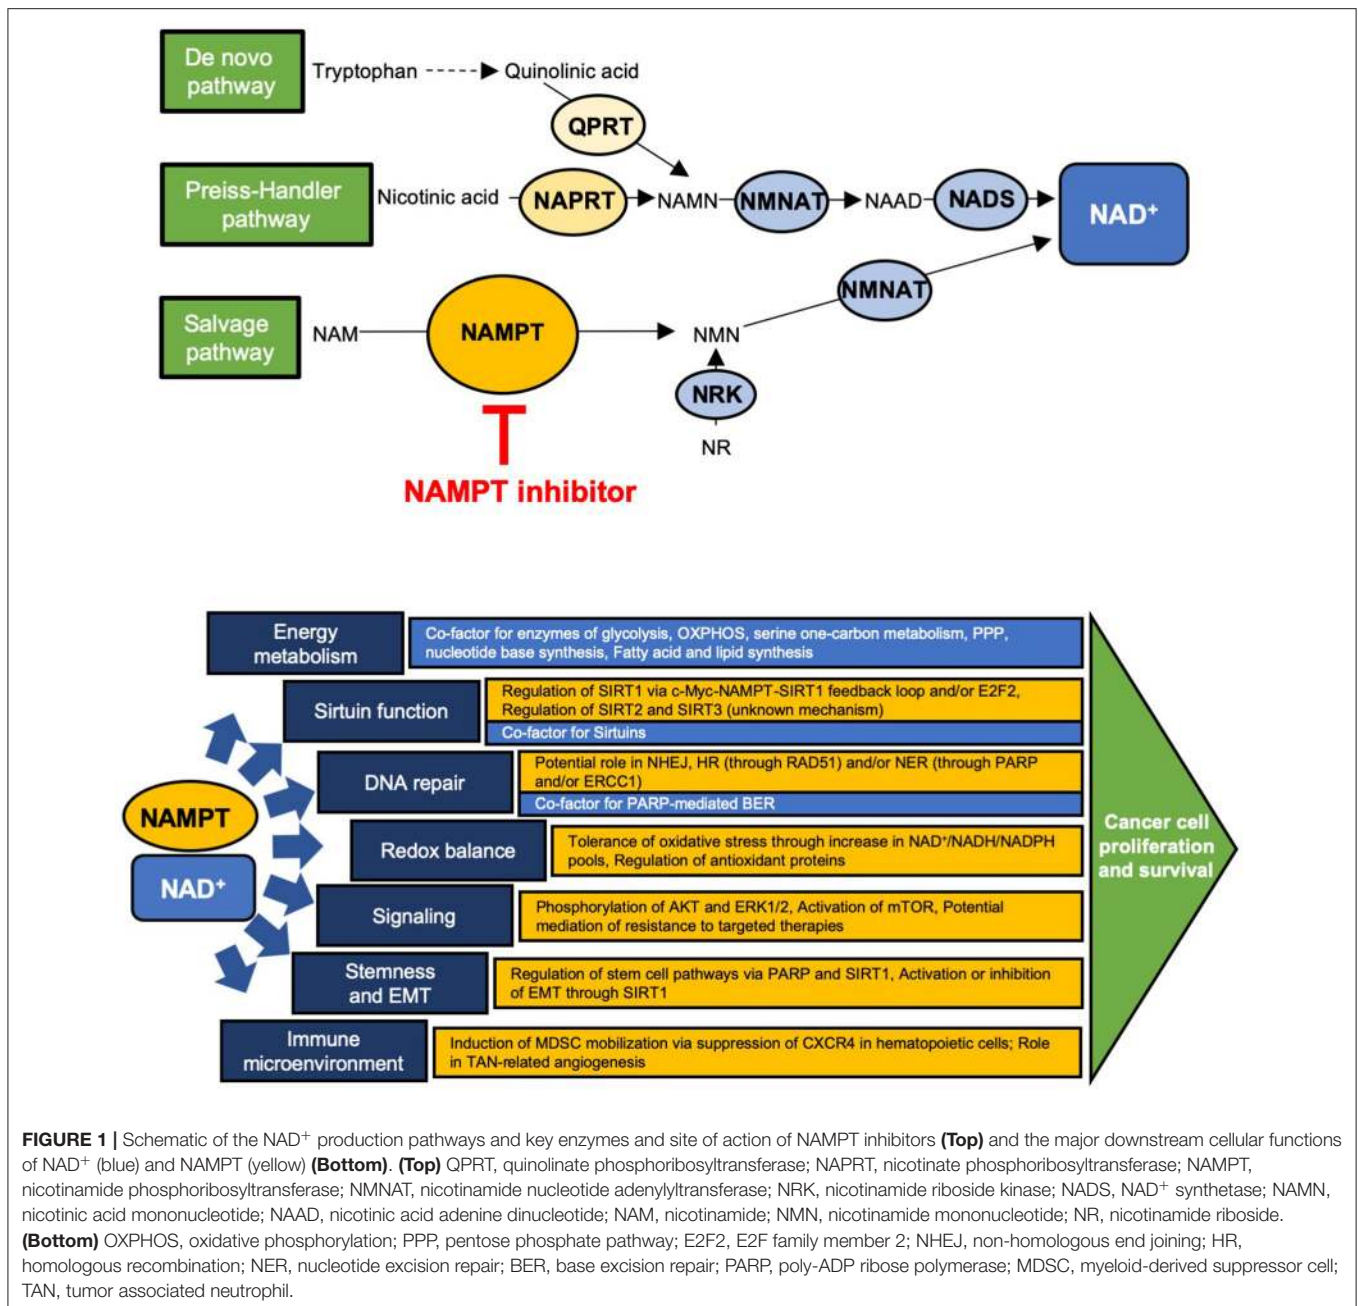 De novo
pathway
Tryptophan
Quinolinic acid
QPRT
Preiss-Handler
pathway
Nicotinic acid
NAPRT
NAMN
NMNAT
NAAD
NADS
NAD⁺
NMNAT
Salvage
pathway
NAM
NAMPT
NMN
NRK
NR
NAMPT inhibitor
Energy
metabolism
Co-factor for enzymes of glycolysis, OXPHOS, serine one-carbon metabolism, PPP,
nucleotide base synthesis, Fatty acid and lipid synthesis
Sirtuin function
Regulation of SIRT1 via c-Myc-NAMPT-SIRT1 feedback loop and/or E2F2,
Regulation of SIRT2 and SIRT3 (unknown mechanism)
Co-factor for Sirtuins
DNA repair
Potential role in NHEJ, HR (through RAD51) and/or NER (through PARP
and/or ERCC1)
Co-factor for PARP-mediated BER
NAMPT
NAD⁺
Redox balance
Tolerance of oxidative stress through increase in NAD⁺/NADH/NADPH
pools, Regulation of antioxidant proteins
Signaling
Phosphorylation of AKT and ERK1/2, Activation of mTOR, Potential
mediation of resistance to targeted therapies
Stemness
and EMT
Regulation of stem cell pathways via PARP and SIRT1, Activation or inhibition
of EMT through SIRT1
Immune
microenvironment
Induction of MDSC mobilization via suppression of CXCR4 in hematopoietic cells; Role
in TAN-related angiogenesis
Cancer cell
proliferation
and survival
FIGURE 1 | Schematic of the NAD⁺ production pathways and key enzymes and site of action of NAMPT inhibitors (Top) and the major downstream cellular functions
of NAD⁺ (blue) and NAMPT (yellow) (Bottom). (Top) QPRT, quinolinate phosphoribosyltransferase; NAPRT, nicotinate phosphoribosyltransferase; NAMPT,
nicotinamide phosphoribosyltransferase; NMNAT, nicotinamide nucleotide adenylyltransferase; NRK, nicotinamide riboside kinase; NADS, NAD⁺ synthetase; NAMN,
nicotinic acid mononucleotide; NAAD, nicotinic acid adenine dinucleotide; NAM, nicotinamide; NMN, nicotinamide mononucleotide; NR, nicotinamide riboside.
(Bottom) OXPHOS, oxidative phosphorylation; PPP, pentose phosphate pathway; E2F2, E2F family member 2; NHEJ, non-homologous end joining; HR,
homologous recombination; NER, nucleotide excision repair; BER, base excision repair; PARP, poly-ADP ribose polymerase; MDSC, myeloid-derived suppressor cell;
TAN, tumor associated neutrophil.